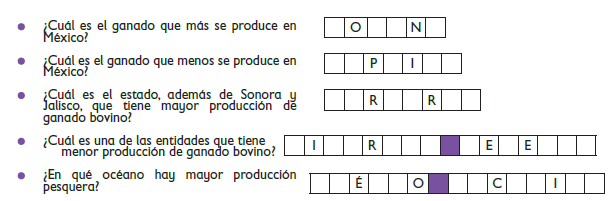 ¿Cuál es el ganado que más se produce en
México?
O N
¿Cuál es el ganado que menos se produce en
México?
P I
¿Cuál es el estado, además de Sonora y
Jalisco, que tiene mayor producción de
ganado bovino?
R R
¿Cuál es una de las entidades que tiene
menor producción de ganado bovino?
I R E E
¿En qué océano hay mayor producción
pesquera?
É O C I